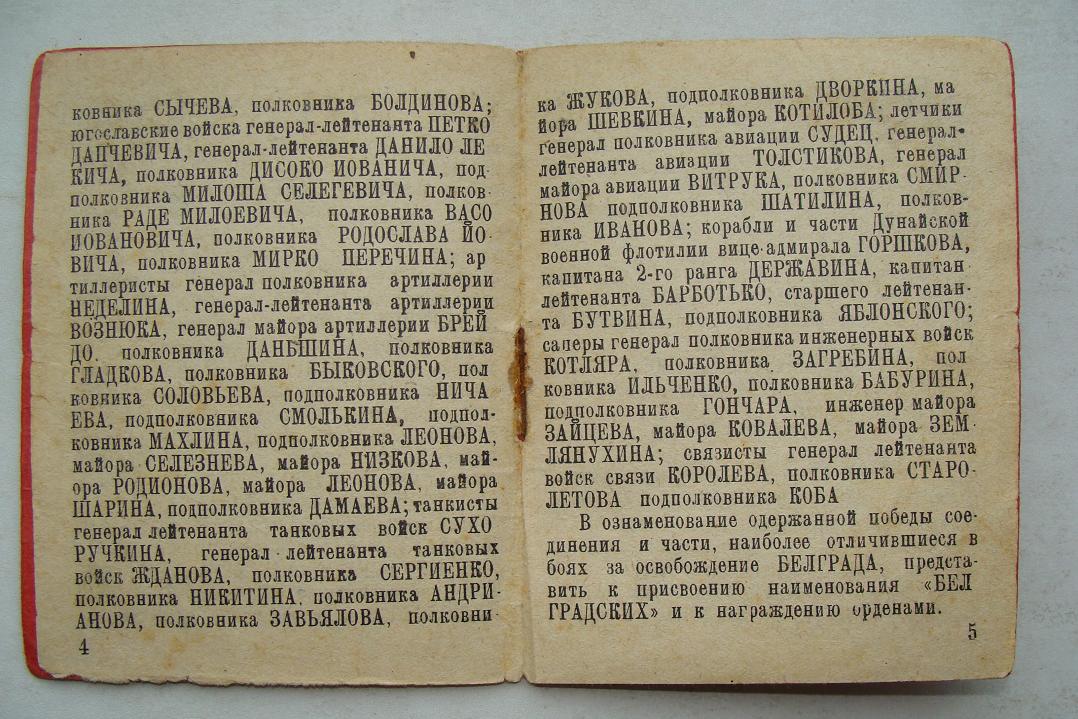 ковника СЫЧЕВА, полковника БОЛДИНОВА;
югославские войска генерал-лейтенанта ПЕТКО
ДАПЧЕВИЧА, генерал-лейтенанта ДАНИЛО ЛЕ
КИЧА, полковника ДИСОКО ИОВАНИЧА, под-
полковника МИЛОША СЕЛЕГЕВИЧА, полков-
ника РАДЕ МИЛОЕВИЧА, полковника ВАСО
ИОВАНОВИЧА, полковника РОДОСЛАВА ЙО-
ВИЧА, полковника МИРКО ПЕРЕЧИНА; ар
тиллеристы генерал полковника артиллерии
НЕДЕЛИНА, генерал-лейтенанта артиллерии
ВОЗНЮКА, генерал майора артиллерии БРЕЙ
ДО. полковника ДАНЬШИНА, полковника
ГЛАДКОВА, полковника БЫКОВСКОГО, пол
ковника СОЛОВЬЕВА, подполковника НИЧА
ЕВА, подполковника СМОЛЬКИНА, подпол-
ковника МАХЛИНА, подполковника ЛЕОНОВА,
майора СЕЛЕЗНЕВА, майора НИЗКОВА, май-
ора РОДИОНОВА, майора ЛЕОНОВА, майора
ШАРИНА, подполковника ДАМАЕВА; танкисты
генерал лейтенанта танковых войск СУХО
РУЧКИНА, генерал-лейтенанта танковых
войск ЖДАНОВА, полковника СЕРГИЕНКО,
полковника НИКИТИНА, полковника АНДРИ-
АНОВА, полковника ЗАВЬЯЛОВА, полковни-
4
ка ЖУКОВА, подполковника ДВОРКИНА, ма
йора ШЕВКИНА, майора КОТИЛОБА; летчики
генерал полковника авиации СУДЕЦ, генерал-
лейтенанта авиации ТОЛСТИКОВА, генерал
майора авиации ВИТРУКА, полковника СМИР-
НОВА подполковника ШАТИЛИНА, полков-
ника ИВАНОВА; корабли и части Дунайской
военной флотилии вице-адмирала ГОРШКОВА,
капитана 2-го ранга ДЕРЖАВИНА, капитан-
лейтенанта БАРБОТЬКО, старшего лейтенан-
та БУТВИНА, подполковника ЯБЛОНСКОГО;
саперы генерал полковника инженерных войск
КОТЛЯРА, полковника ЗАГРЕБИНА, пол
ковника ИЛЬЧЕНКО, полковника БАБУРИНА,
подполковника ГОНЧАРА, инженер майора
ЗАЙЦЕВА, майора КОВАЛЕВА, майора ЗЕМ-
ЛЯНУХИНА; связисты генерал лейтенанта
войск связи КОРОЛЕВА, полковника СТАРО-
ЛЕТОВА подполковника КОБА
В ознаменование одержанной победы сое-
динения и части, наиболее отличившиеся в
боях за освобождение БЕЛГРАДА, предста-
вить к присвоению наименования «БЕЛ
ГРАДСКИХ» и к награждению орденами.
5